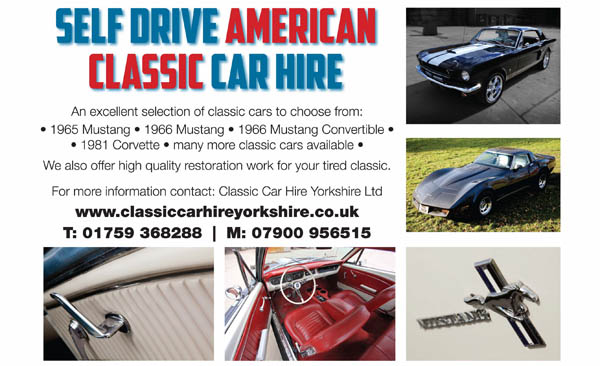 SELF DRIVE AMERICAN
CLASSIC CAR HIRE
An excellent selection of classic cars to choose from:
• 1965 Mustang • 1966 Mustang • 1966 Mustang Convertible •
• 1981 Corvette • many more classic cars available •
We also offer high quality restoration work for your tired classic.
For more information contact: Classic Car Hire Yorkshire Ltd
www.classiccarhireyorkshire.co.uk
T: 01759 368288 | M: 07900 956515
MUSTANG